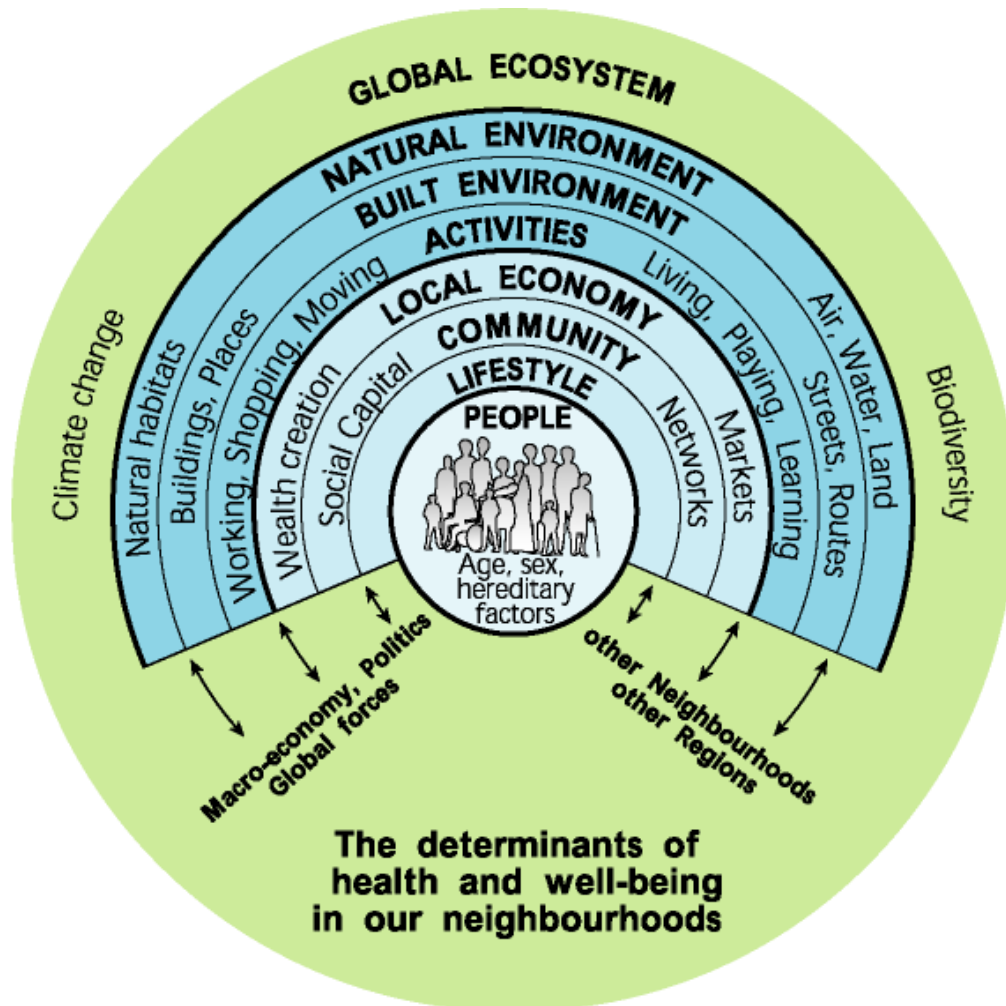 GLOBAL ECOSYSTEM
NATURAL ENVIRONMENT
BUILT ENVIRONMENT
ACTIVITIES
LOCAL ECONOMY
COMMUNITY
LIFESTYLE
PEOPLE
Age, sex,
hereditary
factors
Climate change
Natural habitats
Buildings, Places
Working, Shopping, Moving
Wealth creation
Social Capital
Networks
Markets
Living, Playing, Learning
Streets, Routes
Air, Water, Land
Biodiversity
Macro-economy, Politics
Global forces
other Neighbourhoods
other Regions
The determinants of
health and well-being
in our neighbourhoods